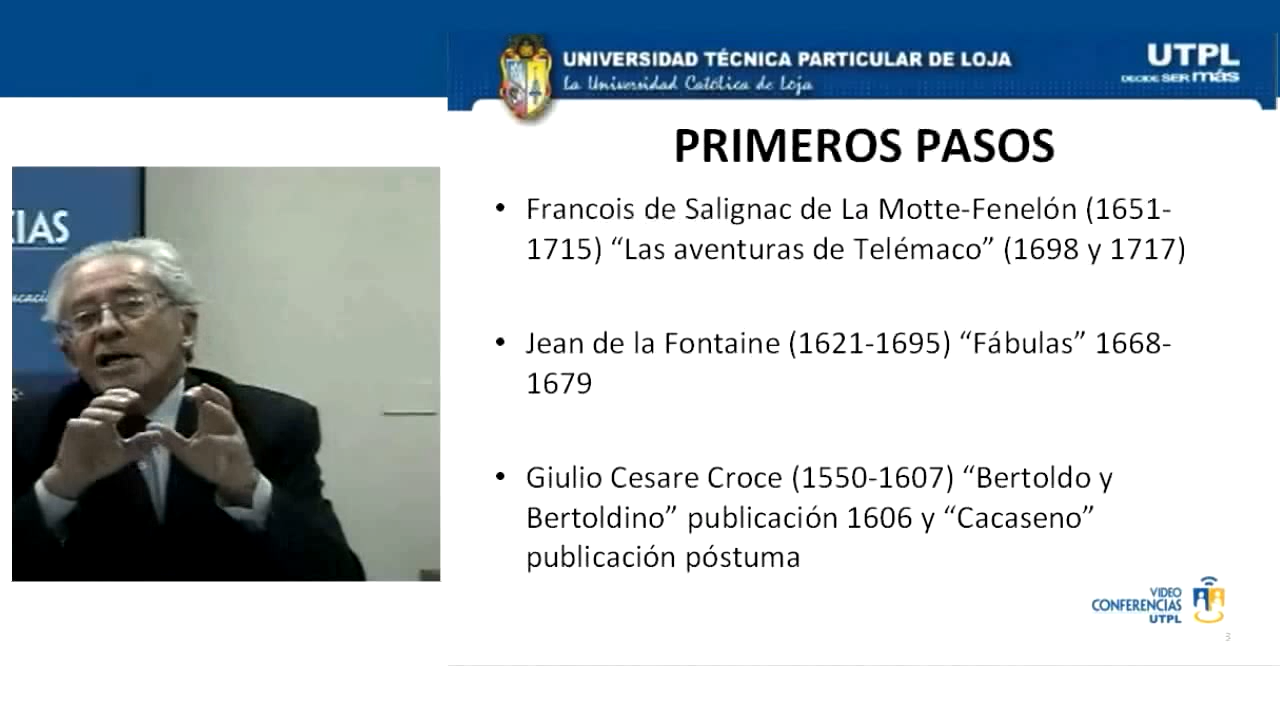 UNIVERSIDAD TÉCNICA PARTICULAR DE LOJA
La Universidad Católica de Loja
UTPL
DECIDE SER más
PRIMEROS PASOS
• Francois de Salignac de La Motte-Fenelón (1651-
1715) “Las aventuras de Telémaco” (1698 y 1717)
• Jean de la Fontaine (1621-1695) “Fábulas” 1668-
1679
• Giulio Cesare Croce (1550-1607) “Bertoldo y
Bertoldino” publicación 1606 y “Cacaseno”
publicación póstuma
CIAS
VIDEO
CONFERENCIAS
UTPL
3